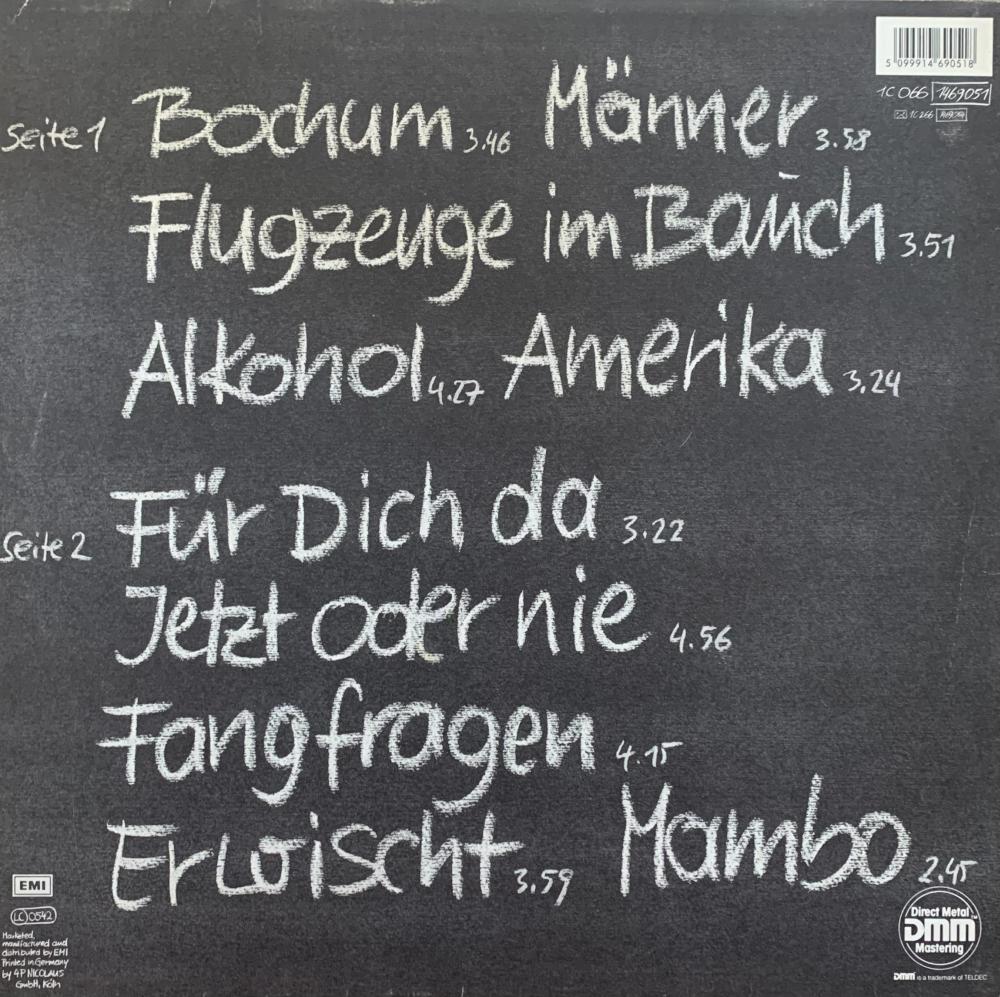 5 099914 690518
1C 066 1469051
1C 266
Seite 1 Bochum 3.46 Männer 3.58
Flugzeuge im Bauch 3.51
Alkohol 4.27 Amerika 3.24
Seite 2 Für Dich da 3.22
Jetzt oder nie 4.56
Fangfragen 4.15
Erwischt 3.59 Mambo 2.45
EMI
LC 0542
Marketed,
manufactured and
distributed by EMI
Printed in Germany
by 4P NICOLAUS
GmbH, Köln
Direct Metal
DMM
Mastering
DMM is a trademark of TELDEC